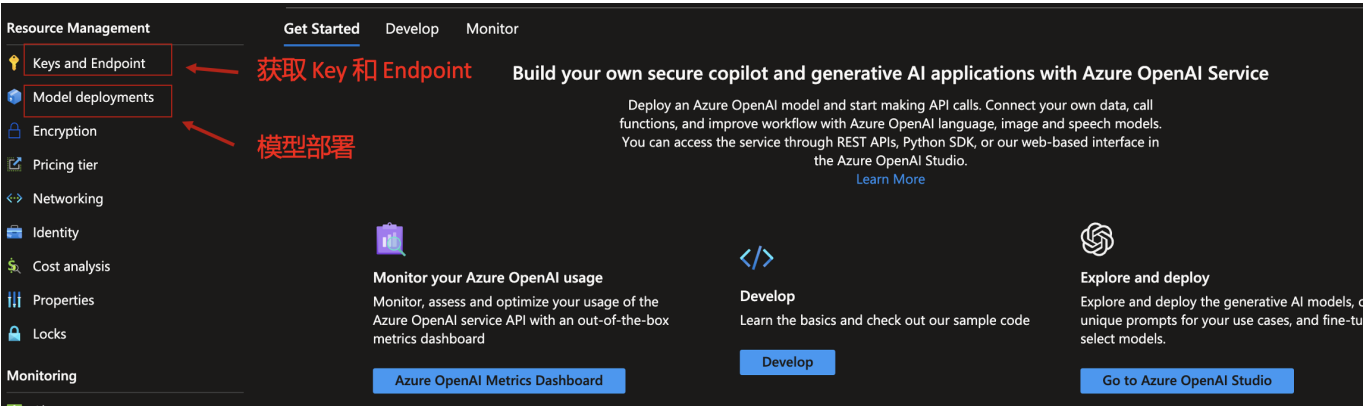 Resource Management
Keys and Endpoint
Model deployments
Encryption
Pricing tier
Networking
Identity
Cost analysis
Properties
Locks
Monitoring
获取 Key 和 Endpoint
模型部署
Get Started
Develop
Monitor
Build your own secure copilot and generative AI applications with Azure OpenAI Service
Deploy an Azure OpenAI model and start making API calls. Connect your own data, call
functions, and improve workflow with Azure OpenAI language, image and speech models.
You can access the service through REST APIs, Python SDK, or our web-based interface in
the Azure OpenAI Studio.
Learn More
Monitor your Azure OpenAI usage
Monitor, assess and optimize your usage of the
Azure OpenAI service API with an out-of-the-box
metrics dashboard
Azure OpenAI Metrics Dashboard
Develop
Learn the basics and check out our sample code
Develop
Explore and deploy
Explore and deploy the generative AI models,
unique prompts for your use cases, and fine-tu
select models.
Go to Azure OpenAI Studio